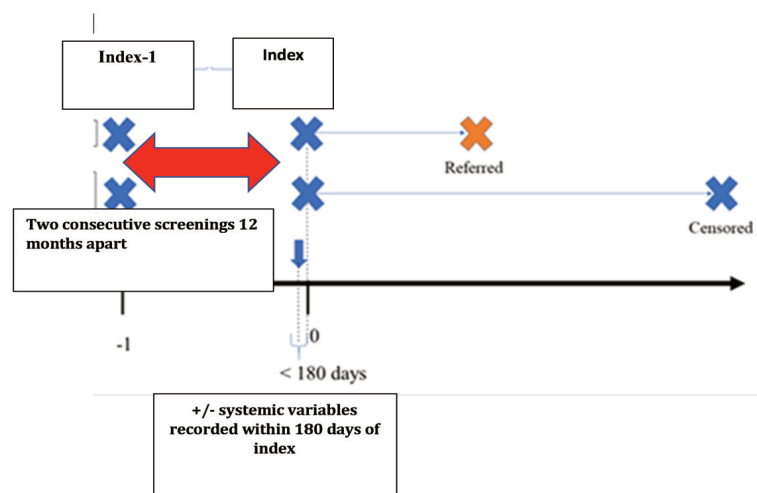 Index-1
Index
Referred
Censored
Two consecutive screenings 12
months apart
-1
0
< 180 days
+/- systemic variables
recorded within 180 days of
index